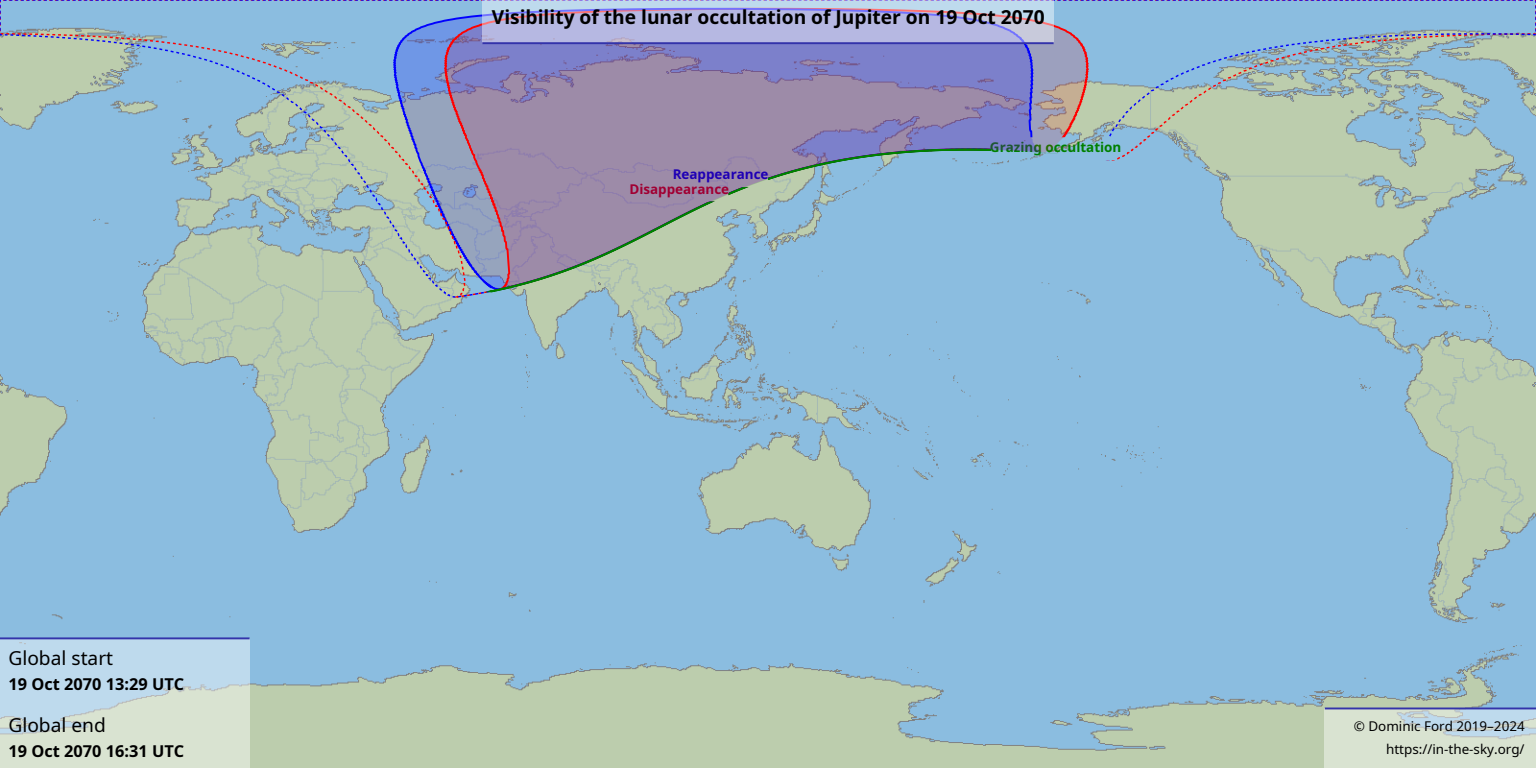 Visibility of the lunar occultation of Jupiter on 19 Oct 2070
Grazing occultation
Reappearance
Disappearance
Global start
19 Oct 2070 13:29 UTC
Global end
19 Oct 2070 16:31 UTC
© Dominic Ford 2019–2024
https://in-the-sky.org/